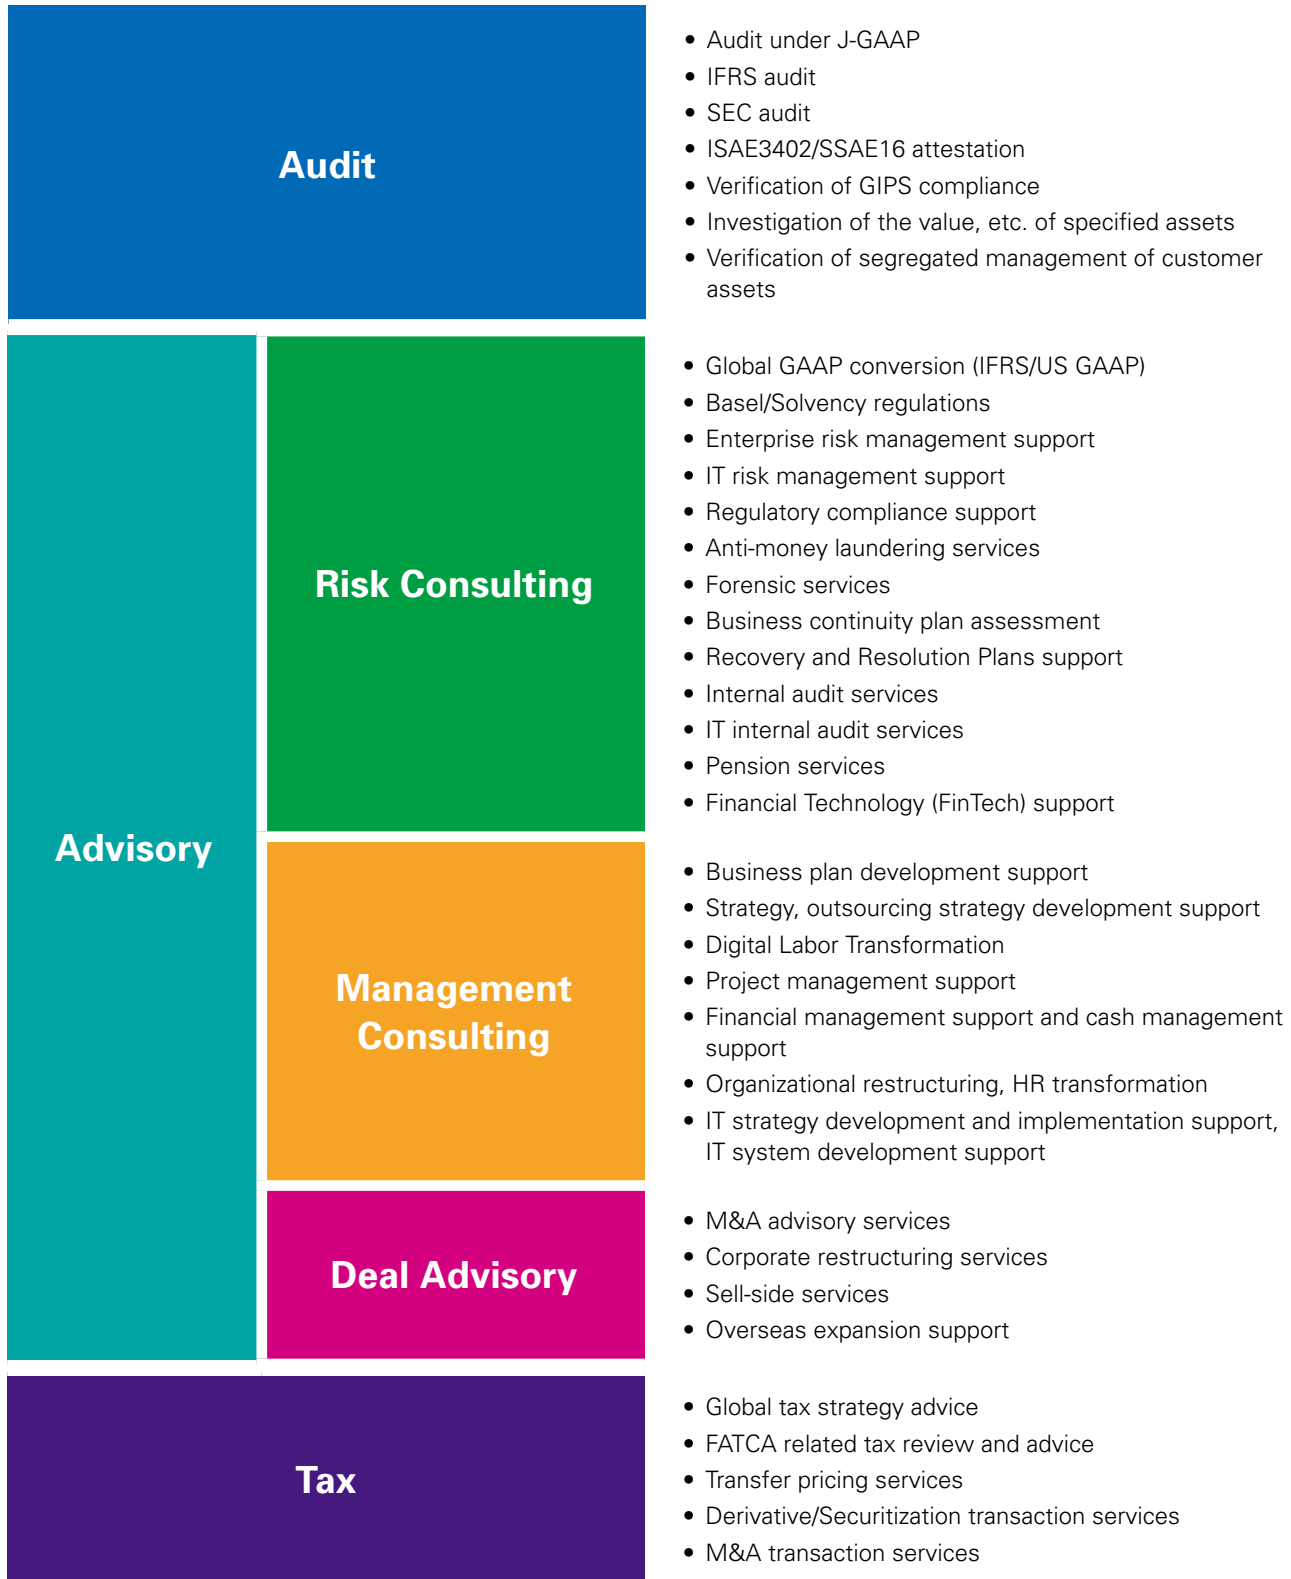 Audit
• Audit under J-GAAP
• IFRS audit
• SEC audit
• ISAE3402/SSAE16 attestation
• Verification of GIPS compliance
• Investigation of the value, etc. of specified assets
• Verification of segregated management of customer
assets
Advisory
Risk Consulting
• Global GAAP conversion (IFRS/US GAAP)
• Basel/Solvency regulations
• Enterprise risk management support
• IT risk management support
• Regulatory compliance support
• Anti-money laundering services
• Forensic services
• Business continuity plan assessment
• Recovery and Resolution Plans support
• Internal audit services
• IT internal audit services
• Pension services
• Financial Technology (FinTech) support
Management
Consulting
• Business plan development support
• Strategy, outsourcing strategy development support
• Digital Labor Transformation
• Project management support
• Financial management support and cash management
support
• Organizational restructuring, HR transformation
• IT strategy development and implementation support,
IT system development support
Deal Advisory
• M&A advisory services
• Corporate restructuring services
• Sell-side services
• Overseas expansion support
Tax
• Global tax strategy advice
• FATCA related tax review and advice
• Transfer pricing services
• Derivative/Securitization transaction services
• M&A transaction services